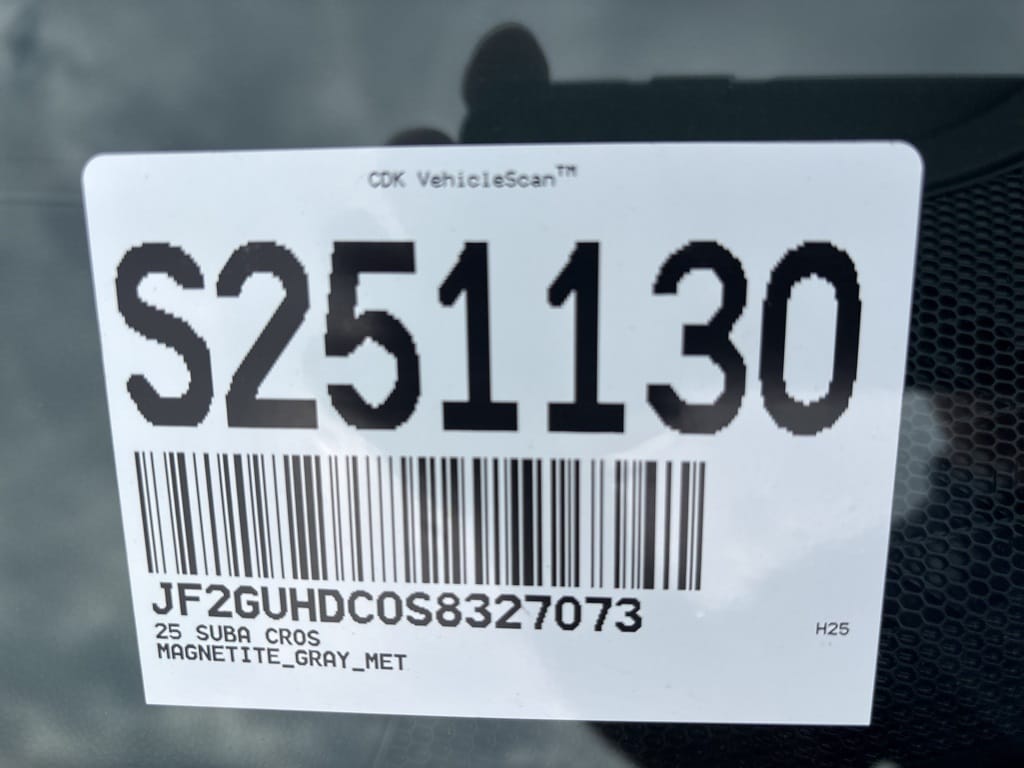 CDK VehicleScan™
S251130
JF2GUHDC0S8327073
25 SUBA CROS
MAGNETITE_GRAY_MET
H25